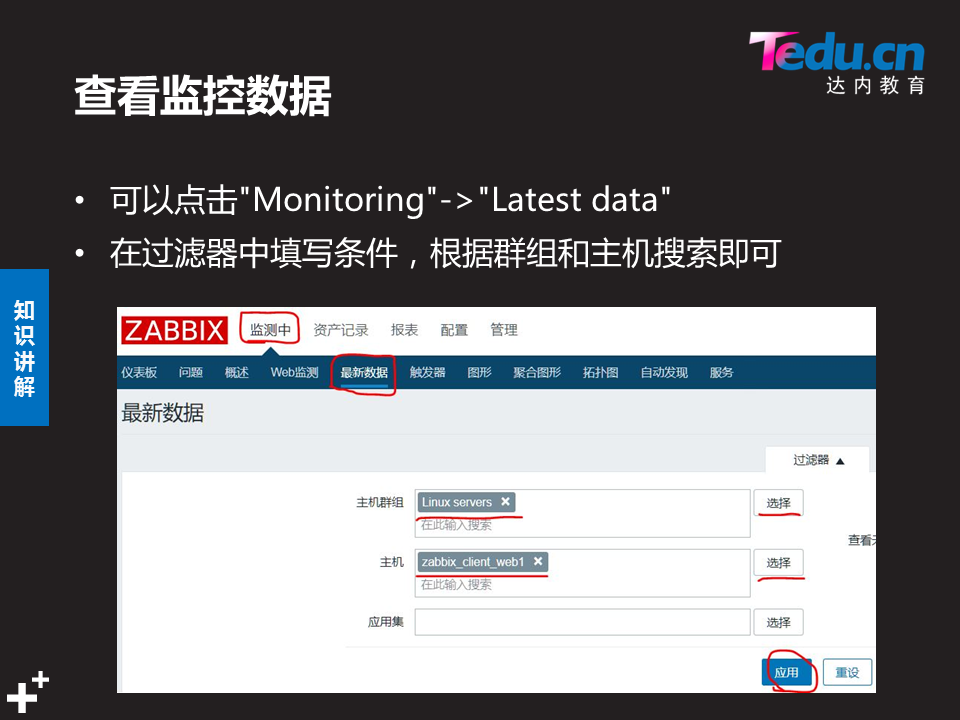 Tedu.cn
达内教育
查看监控数据
• 可以点击"Monitoring"->"Latest data"
• 在过滤器中填写条件，根据群组和主机搜索即可
知识讲解
ZABBIX 监测中 资产记录 报表 配置 管理
仪表板 问题 概述 Web监测 最新数据 触发器 图形 聚合图形 拓扑图 自动发现 服务
最新数据
过滤器 ▲
主机群组 Linux servers × 选择
在此输入搜索
查看
主机 zabbix_client_web1 × 选择
在此输入搜索
应用集 选择
应用 重设